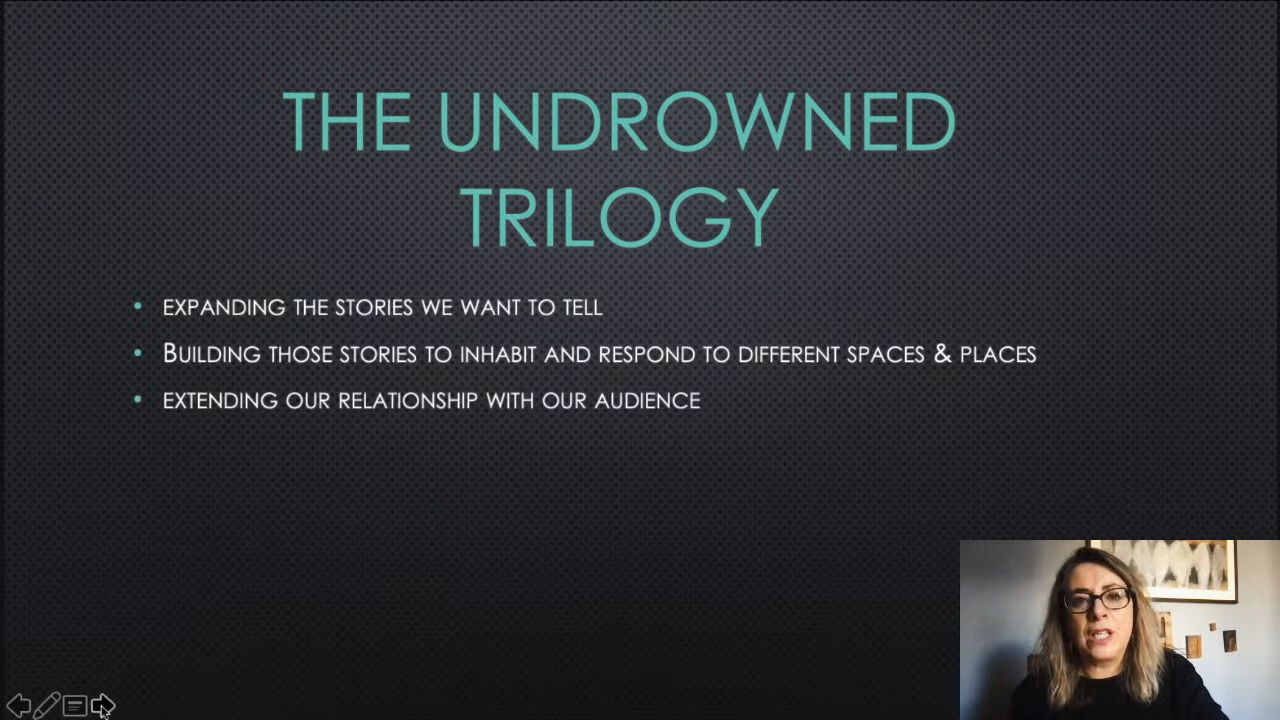 THE UNDROWNED
TRILOGY
EXPANDING THE STORIES WE WANT TO TELL
BUILDING THOSE STORIES TO INHABIT AND RESPOND TO DIFFERENT SPACES & PLACES
EXTENDING OUR RELATIONSHIP WITH OUR AUDIENCE